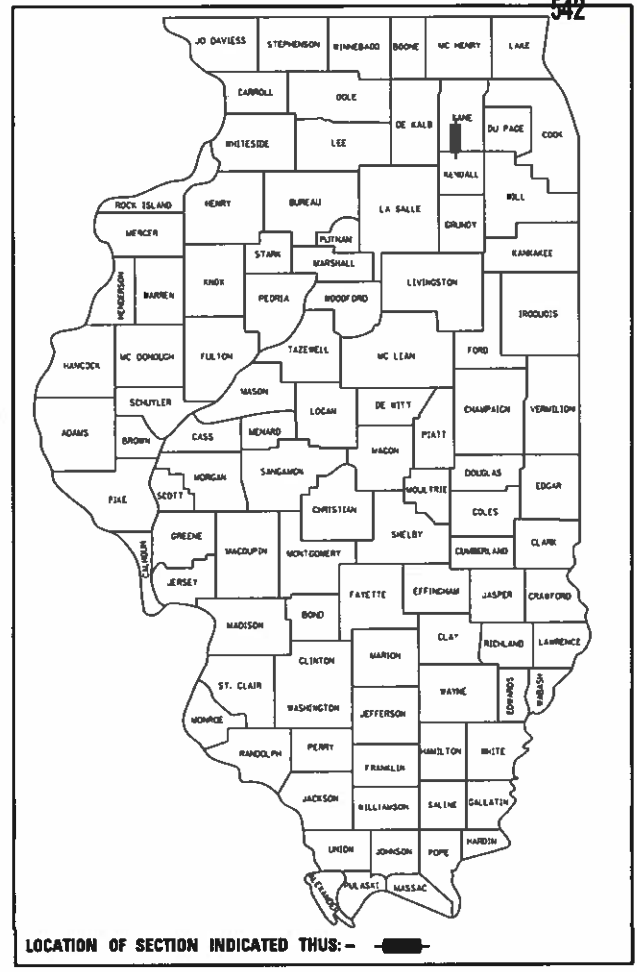 542
JO DAVIESS STEPHENSON WINNEBAGO BOONE MC HENRY LAKE
CARROLL OGLE DE KALB KANE DU PAGE COOK
WHITESIDE LEE KENDALL
ROCK ISLAND HENRY BUREAU LA SALLE WILL
MERCER PUTNAM GRUNDY
STARK MARSHALL KANKAKEE
HENDERSON WARREN KNOX PEORIA WOODFORD LIVINGSTON IROQUOIS
HANCOCK MC DONOUGH FULTON TAZEWELL MC LEAN FORD
SCHUYLER MASON LOGAN DE WITT CHAMPAIGN VERMILION
ADAMS BROWN CASS MENARD PIATT
MACON
PIKE SCOTT MORGAN SANGAMON MOULTRIE DOUGLAS EDGAR
CHRISTIAN COLES
CALHOUN GREENE MACOUPIN MONTGOMERY SHELBY CUMBERLAND CLARK
JERSEY
FAYETTE EFFINGHAM JASPER CRAWFORD
MADISON BOND
CLAY RICHLAND LAWRENCE
CLINTON MARION
ST. CLAIR WAYNE EDWARDS WABASH
MONROE WASHINGTON JEFFERSON
RANDOLPH PERRY HAMILTON WHITE
FRANKLIN
JACKSON WILLIAMSON SALINE GALLATIN
UNION JOHNSON POPE HARDIN
ALEXANDER PULASKI MASSAC
LOCATION OF SECTION INDICATED THUS: -